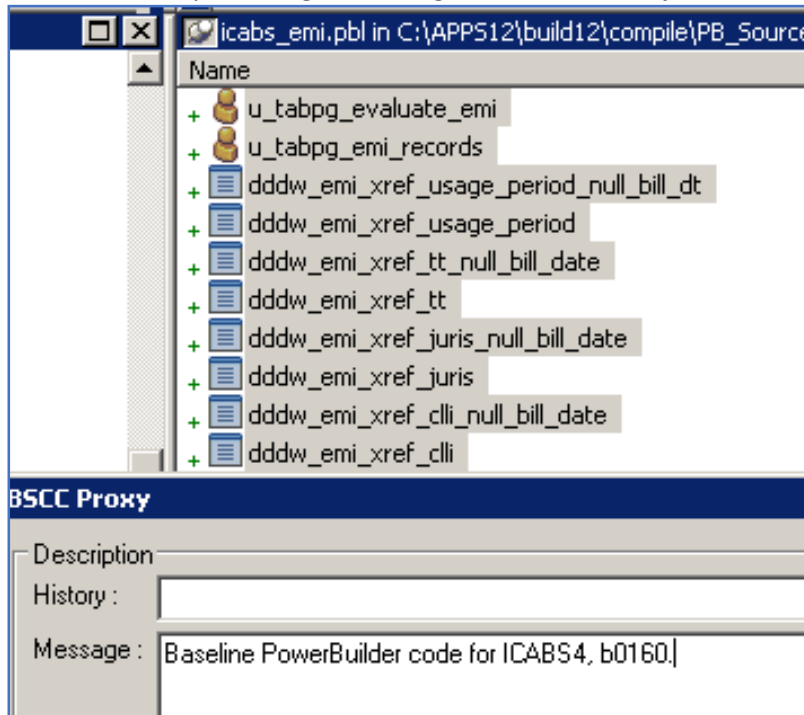 icabs_emi.pbl in C:\APPS12\build12\compile\PB_Source
Name
u_tabpg_evaluate_emi
u_tabpg_emi_records
dddw_emi_xref_usage_period_null_bill_dt
dddw_emi_xref_usage_period
dddw_emi_xref_tt_null_bill_date
dddw_emi_xref_tt
dddw_emi_xref_juris_null_bill_date
dddw_emi_xref_juris
dddw_emi_xref_clli_null_bill_date
dddw_emi_xref_clli
BSCC Proxy
Description
History :
Message : Baseline PowerBuilder code for ICABS4, b0160.